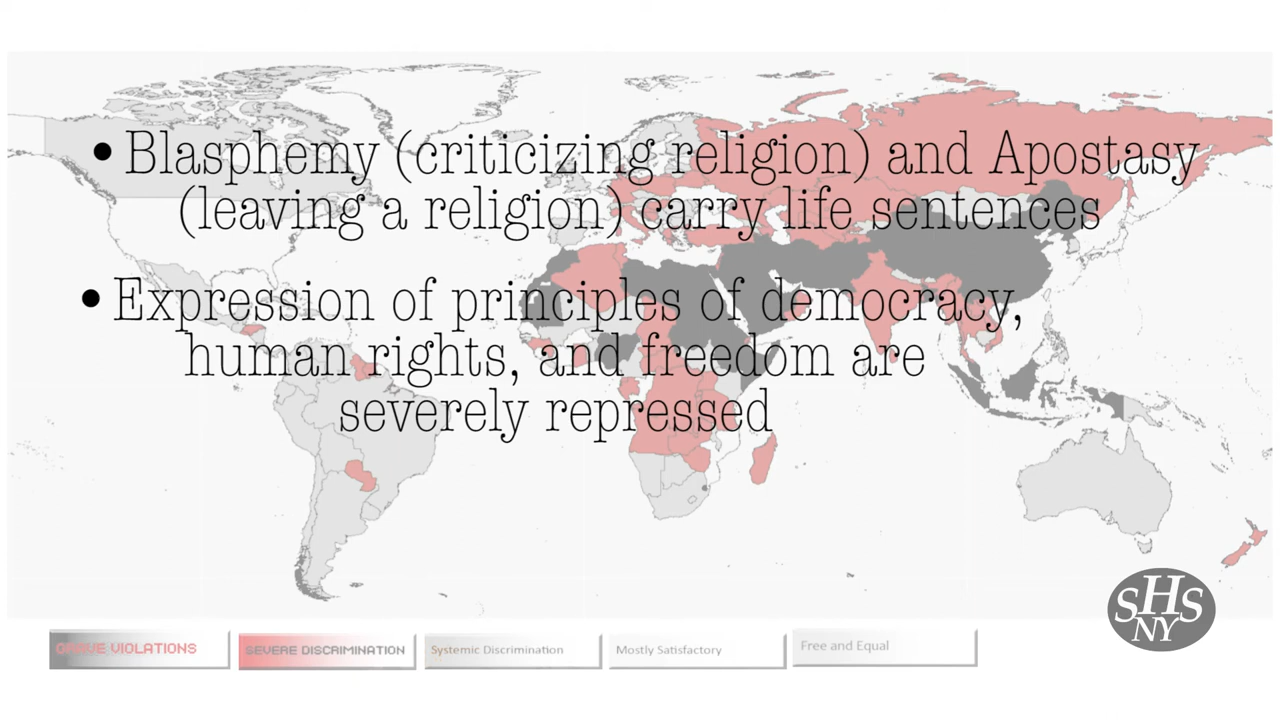 • Blasphemy (criticizing religion) and Apostasy
(leaving a religion) carry life sentences
• Expression of principles of democracy,
human rights, and freedom are
severely repressed
SHS
NY
GRAVE VIOLATIONS
SEVERE DISCRIMINATION
Systemic Discrimination
Mostly Satisfactory
Free and Equal